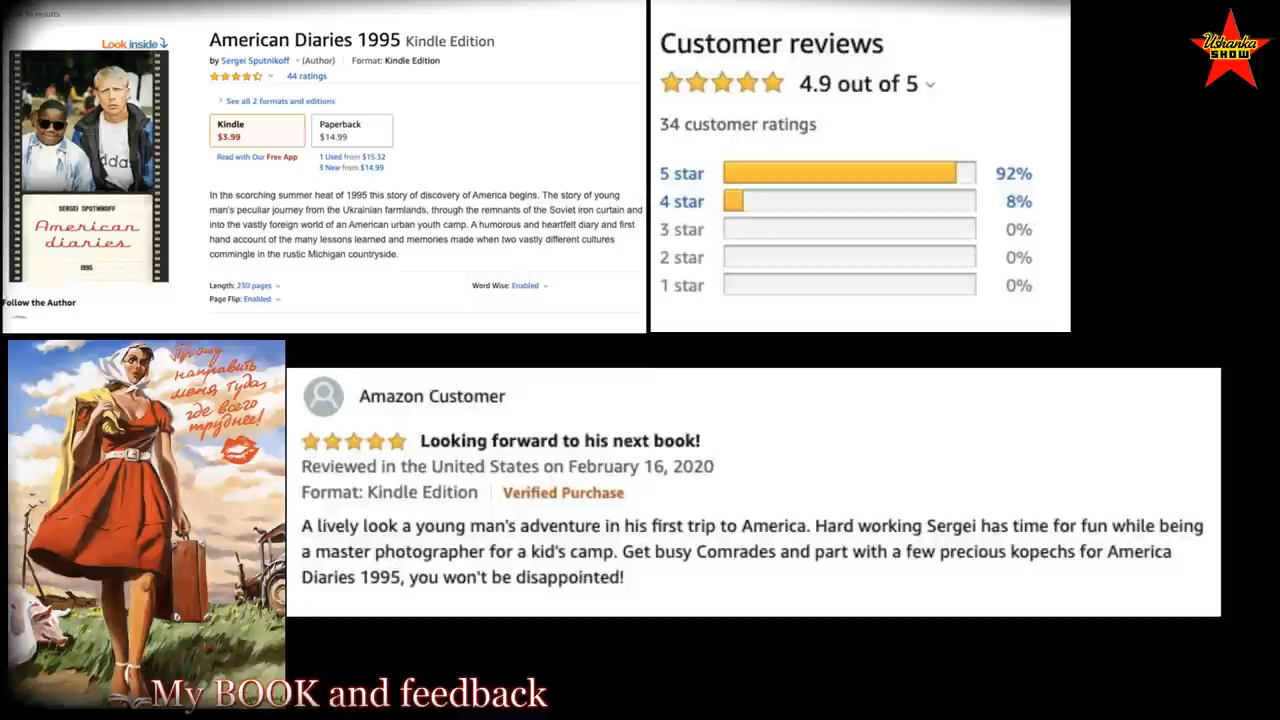 results
Look inside
American Diaries 1995 Kindle Edition
by Sergei Sputnikoff (Author) Format: Kindle Edition
44 ratings
See all 2 formats and editions
Kindle
$3.99
Paperback
$14.99
Read with Our Free App
1 Used from $15.32
3 New from $14.99
In the scorching summer heat of 1995 this story of discovery of America begins. The story of young
man's peculiar journey from the Ukrainian farmlands, through the remnants of the Soviet iron curtain and
into the vastly foreign world of an American urban youth camp. A humorous and heartfelt diary and first
hand account of the many lessons learned and memories made when two vastly different cultures
commingle in the rustic Michigan countryside.
Length: 230 pages
Word Wise: Enabled
Page Flip: Enabled
SERGEI SPUTNIKOFF
American
diaries
1995
Follow the Author
Customer reviews
4.9 out of 5
34 customer ratings
5 star 92%
4 star 8%
3 star 0%
2 star 0%
1 star 0%
Ushanka
SHOW
Прошу
направить
меня туда,
где всего
труднее!
Amazon Customer
Looking forward to his next book!
Reviewed in the United States on February 16, 2020
Format: Kindle Edition | Verified Purchase
A lively look a young man's adventure in his first trip to America. Hard working Sergei has time for fun while being
a master photographer for a kid's camp. Get busy Comrades and part with a few precious kopechs for America
Diaries 1995, you won't be disappointed!
My BOOK and feedback